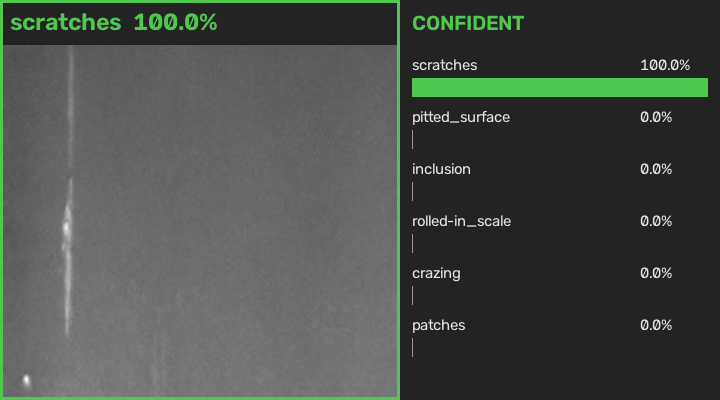 scratches 100.0%
CONFIDENT
scratches 100.0%
pitted_surface 0.0%
inclusion 0.0%
rolled-in_scale 0.0%
crazing 0.0%
patches 0.0%